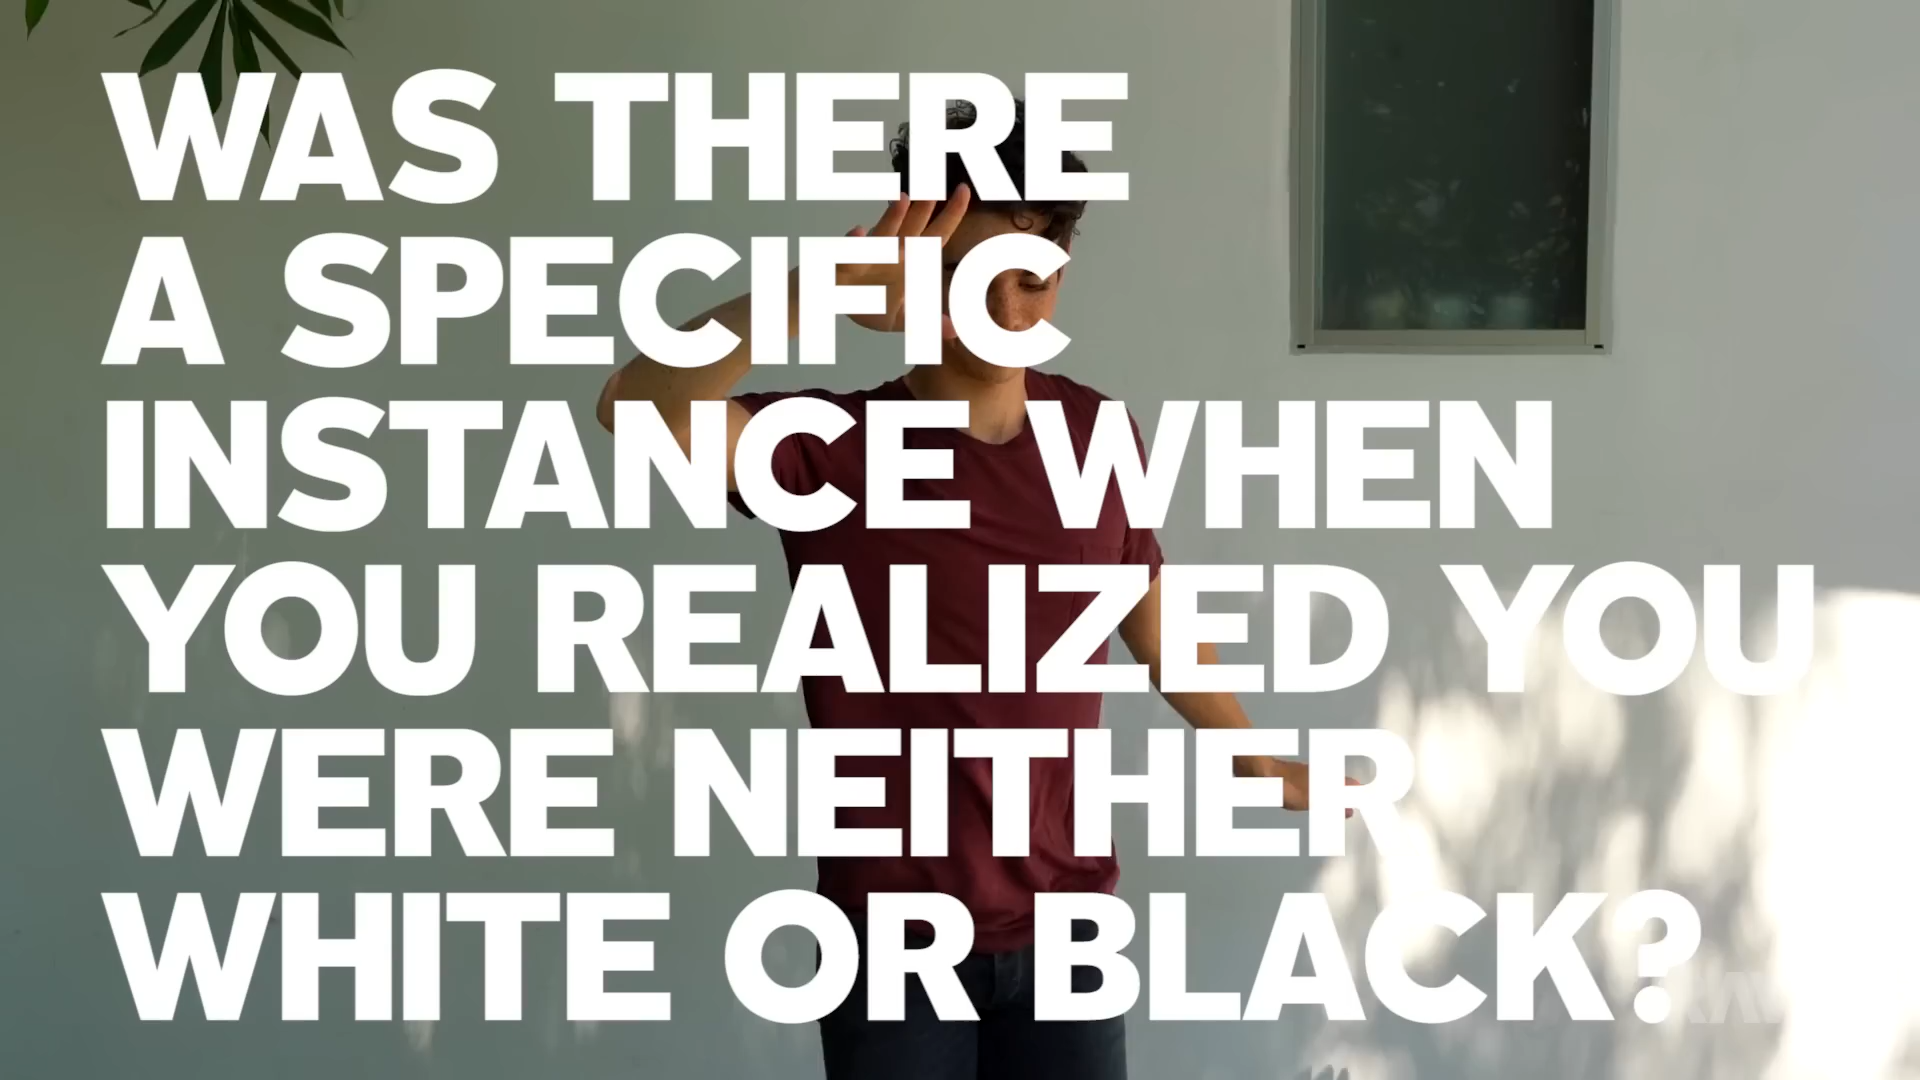 WAS THERE
A SPECIFIC
INSTANCE WHEN
YOU REALIZED YOU
WERE NEITHER
WHITE OR BLACK?